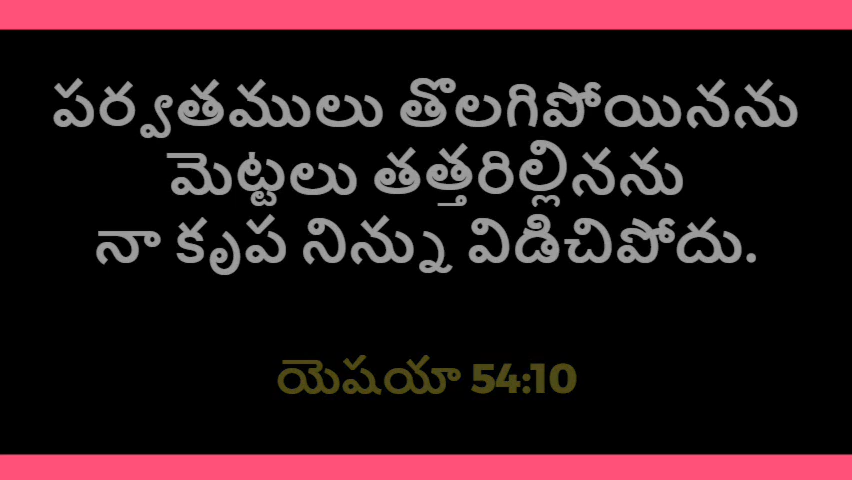 పర్వతములు తొలగిపోయినను
మెట్టలు తత్తరిల్లినను
నా కృప నిన్ను విడిచిపోదు.
యెషయా 54:10